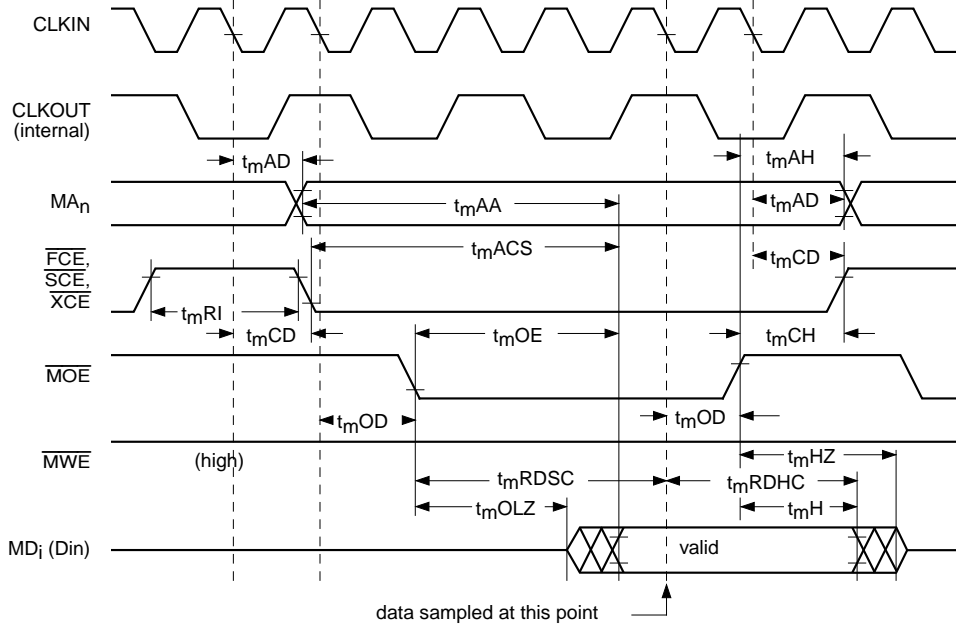 CLKIN
CLKOUT
(internal)
tmAD
tmAH
MAn
tmAA
tmAD
tmACS
tmCD
FCE,
SCE,
XCE
tmRI
tmCD
tmOE
tmCH
MOE
tmOD
tmOD
MWE
(high)
tmHZ
tmRDSC
tmRDHC
tmOLZ
tmH
MDi (Din)
valid
data sampled at this point